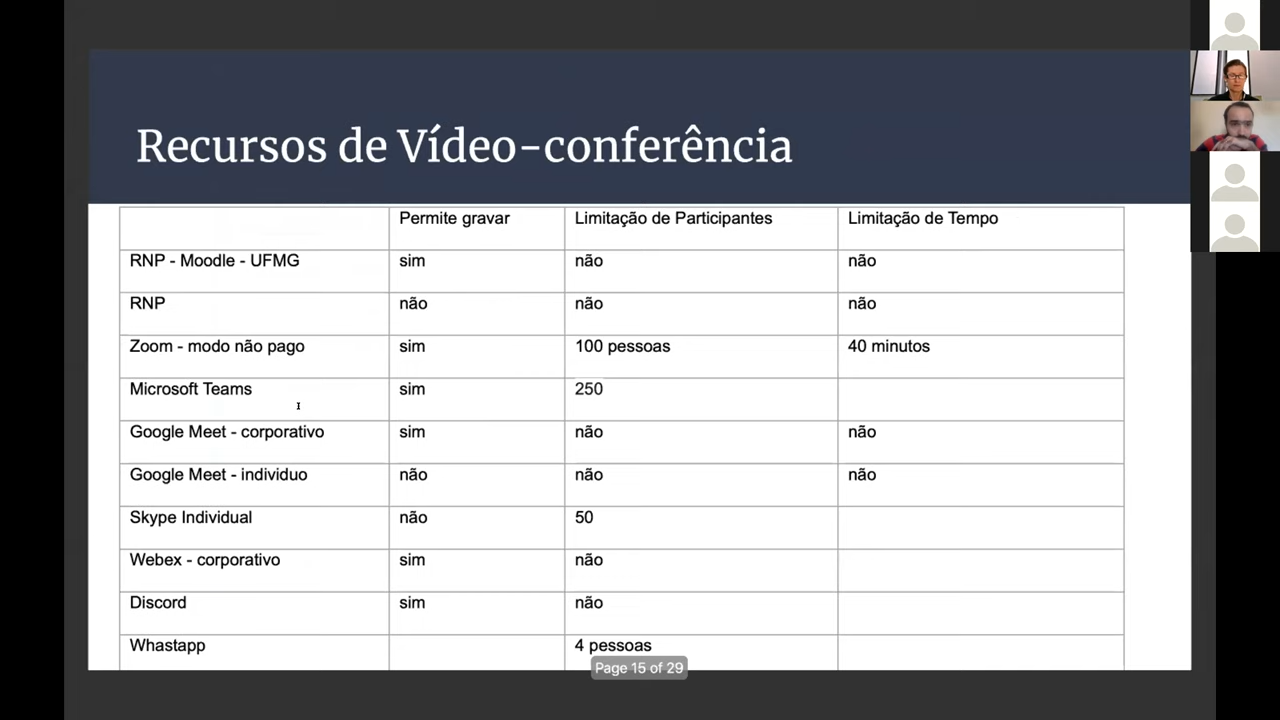 Recursos de Vídeo-conferência
Permite gravar Limitação de Participantes Limitação de Tempo
RNP - Moodle - UFMG sim não não
RNP não não não
Zoom - modo não pago sim 100 pessoas 40 minutos
Microsoft Teams sim 250
Google Meet - corporativo sim não não
Google Meet - individuo não não não
Skype Individual não 50
Webex - corporativo sim não
Discord sim não
Whastapp 4 pessoas
Page 15 of 29